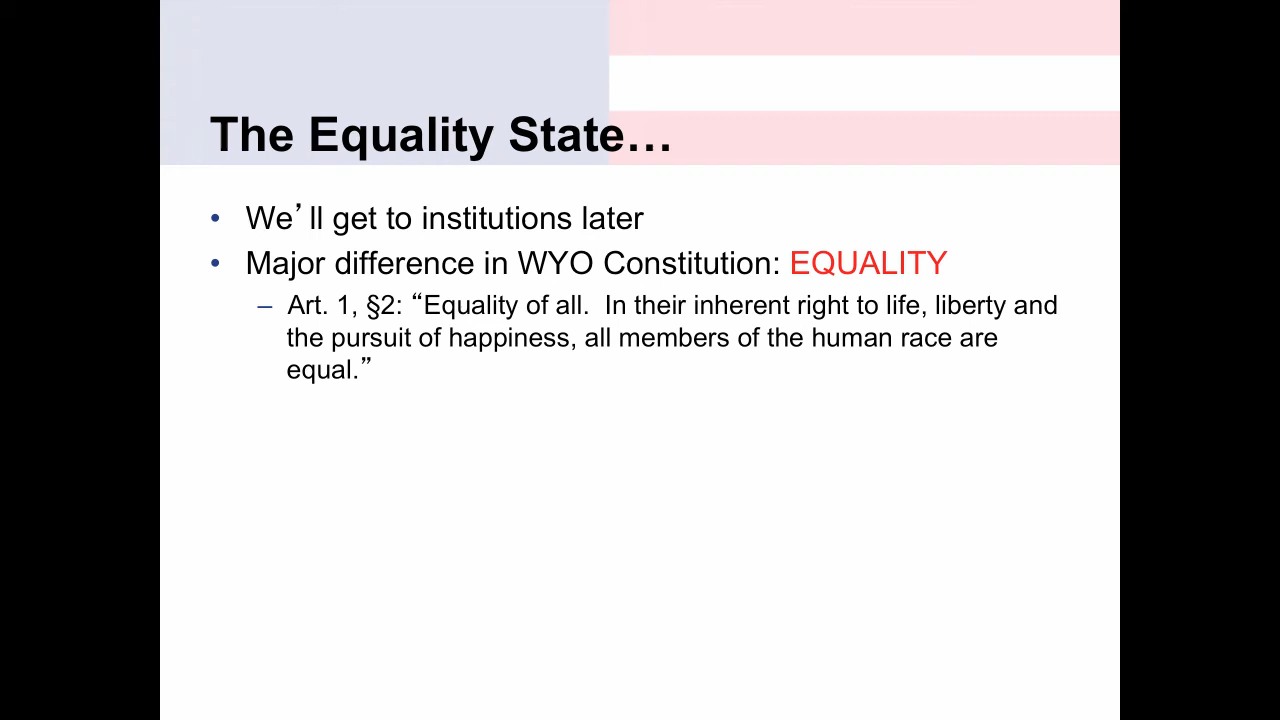 The Equality State…
• We’ll get to institutions later
• Major difference in WYO Constitution: EQUALITY
– Art. 1, §2: “Equality of all.  In their inherent right to life, liberty and
the pursuit of happiness, all members of the human race are
equal.”